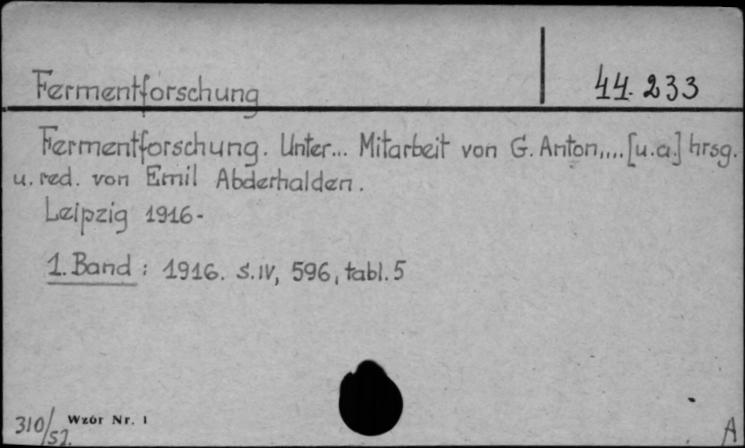 Fermentforschung
44.233
Fermentforschung. Unter... Mitarbeit von G. Anton,... [u.a.] hrsg.
u. red. von Emil Abderhalden.
Leipzig 1916-
1. Band: 1916. S. IV, 596, tabl. 5
310/52.
Wzór Nr. 1
A